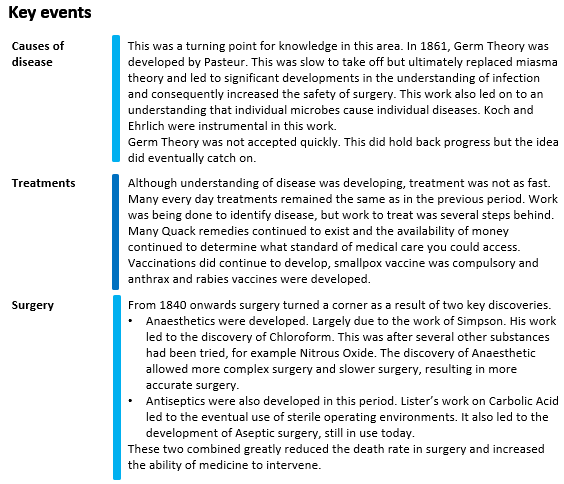 Key events
Causes of
disease
This was a turning point for knowledge in this area. In 1861, Germ Theory was
developed by Pasteur. This was slow to take off but ultimately replaced miasma
theory and led to significant developments in the understanding of infection
and consequently increased the safety of surgery. This work also led on to an
understanding that individual microbes cause individual diseases. Koch and
Ehrlich were instrumental in this work.
Germ Theory was not accepted quickly. This did hold back progress but the idea
did eventually catch on.
Treatments
Although understanding of disease was developing, treatment was not as fast.
Many every day treatments remained the same as in the previous period. Work
was being done to identify disease, but work to treat was several steps behind.
Many Quack remedies continued to exist and the availability of money
continued to determine what standard of medical care you could access.
Vaccinations did continue to develop, smallpox vaccine was compulsory and
anthrax and rabies vaccines were developed.
Surgery
From 1840 onwards surgery turned a corner as a result of two key discoveries.
• Anaesthetics were developed. Largely due to the work of Simpson. His work
led to the discovery of Chloroform. This was after several other substances
had been tried, for example Nitrous Oxide. The discovery of Anaesthetic
allowed more complex surgery and slower surgery, resulting in more
accurate surgery.
• Antiseptics were also developed in this period. Lister's work on Carbolic Acid
led to the eventual use of sterile operating environments. It also led to the
development of Aseptic surgery, still in use today.
These two combined greatly reduced the death rate in surgery and increased
the ability of medicine to intervene.